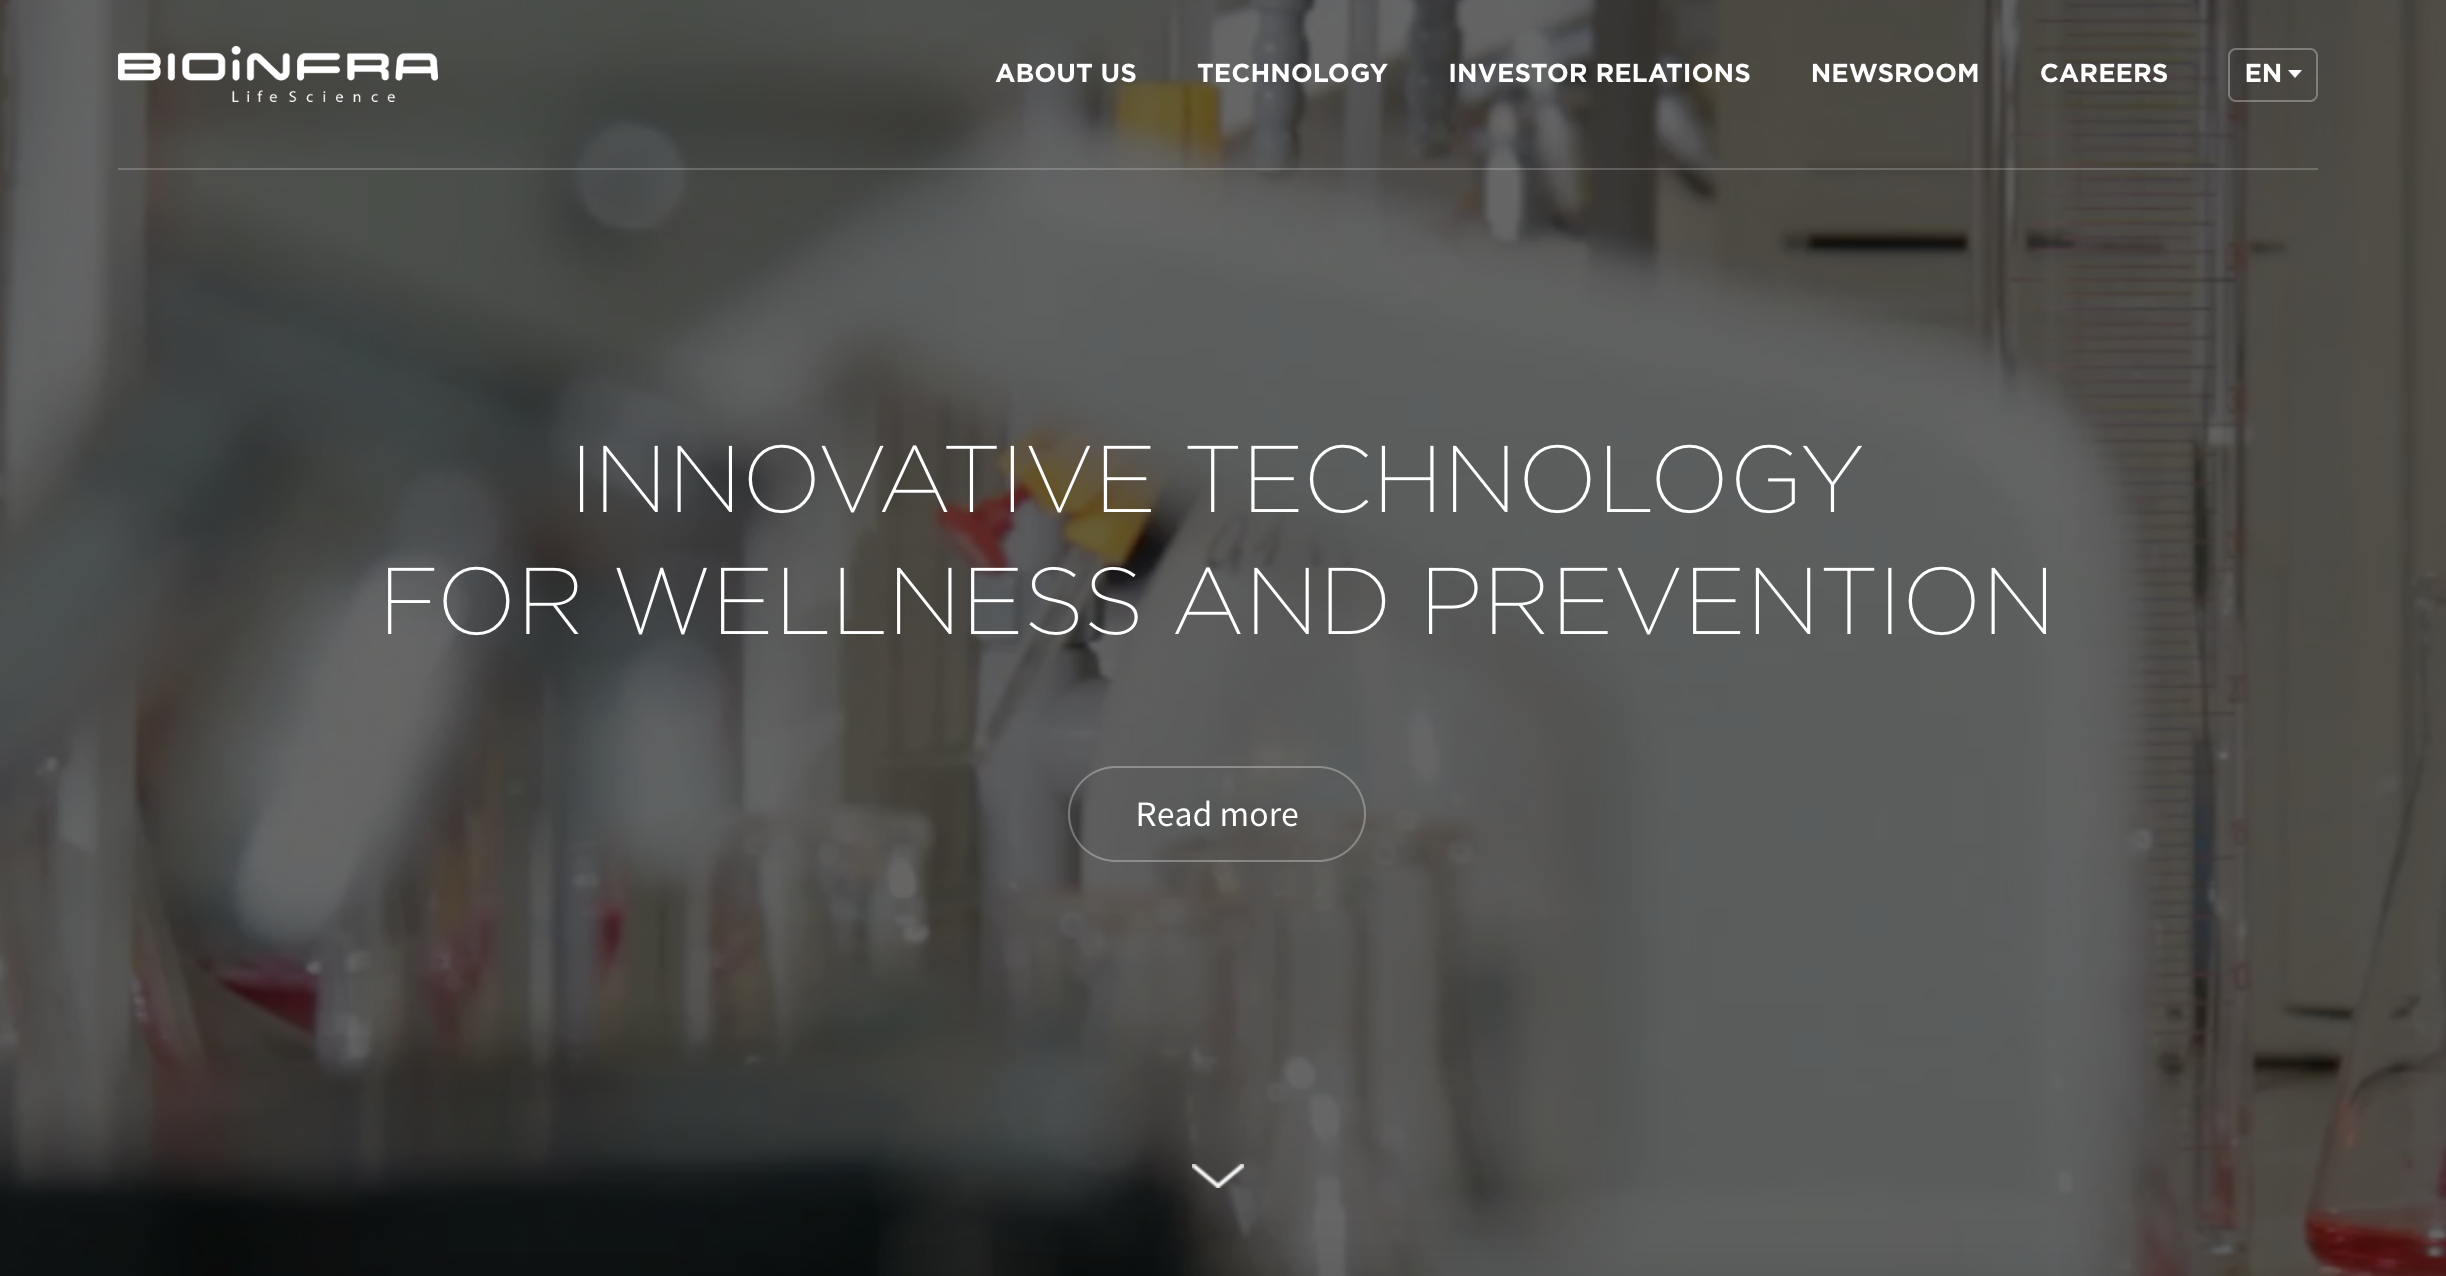 BIOiNFRA
Life Science
ABOUT US TECHNOLOGY INVESTOR RELATIONS NEWSROOM CAREERS EN
INNOVATIVE TECHNOLOGY
FOR WELLNESS AND PREVENTION
Read more